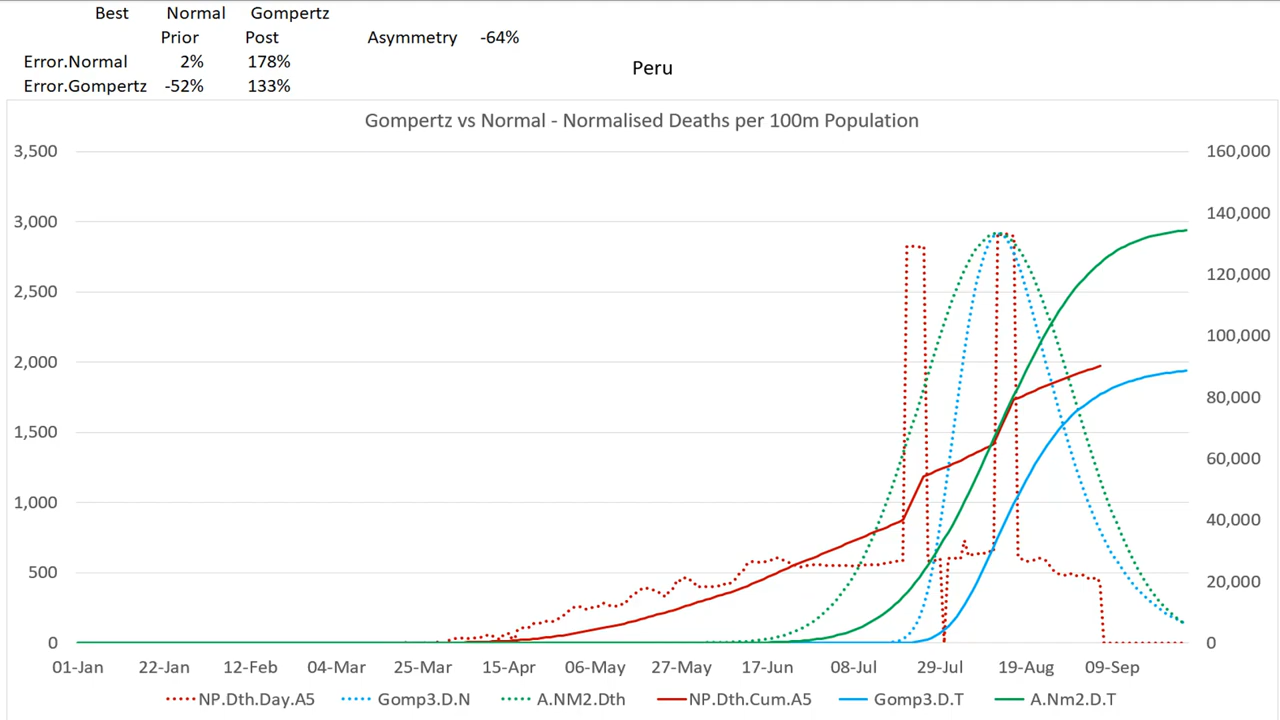 Best Normal Gompertz
Prior Post Asymmetry -64%
Error.Normal 2% 178%
Error.Gompertz -52% 133%
Peru
Gompertz vs Normal - Normalised Deaths per 100m Population
3,500 160,000
3,000 140,000
2,500 120,000
2,000 100,000
1,500 80,000
1,000 60,000
500 40,000
0 20,000
0
01-Jan 22-Jan 12-Feb 04-Mar 25-Mar 15-Apr 06-May 27-May 17-Jun 08-Jul 29-Jul 19-Aug 09-Sep
NP.Dth.Day.A5 Gomp3.D.N A.NM2.Dth NP.Dth.Cum.A5 Gomp3.D.T A.Nm2.D.T